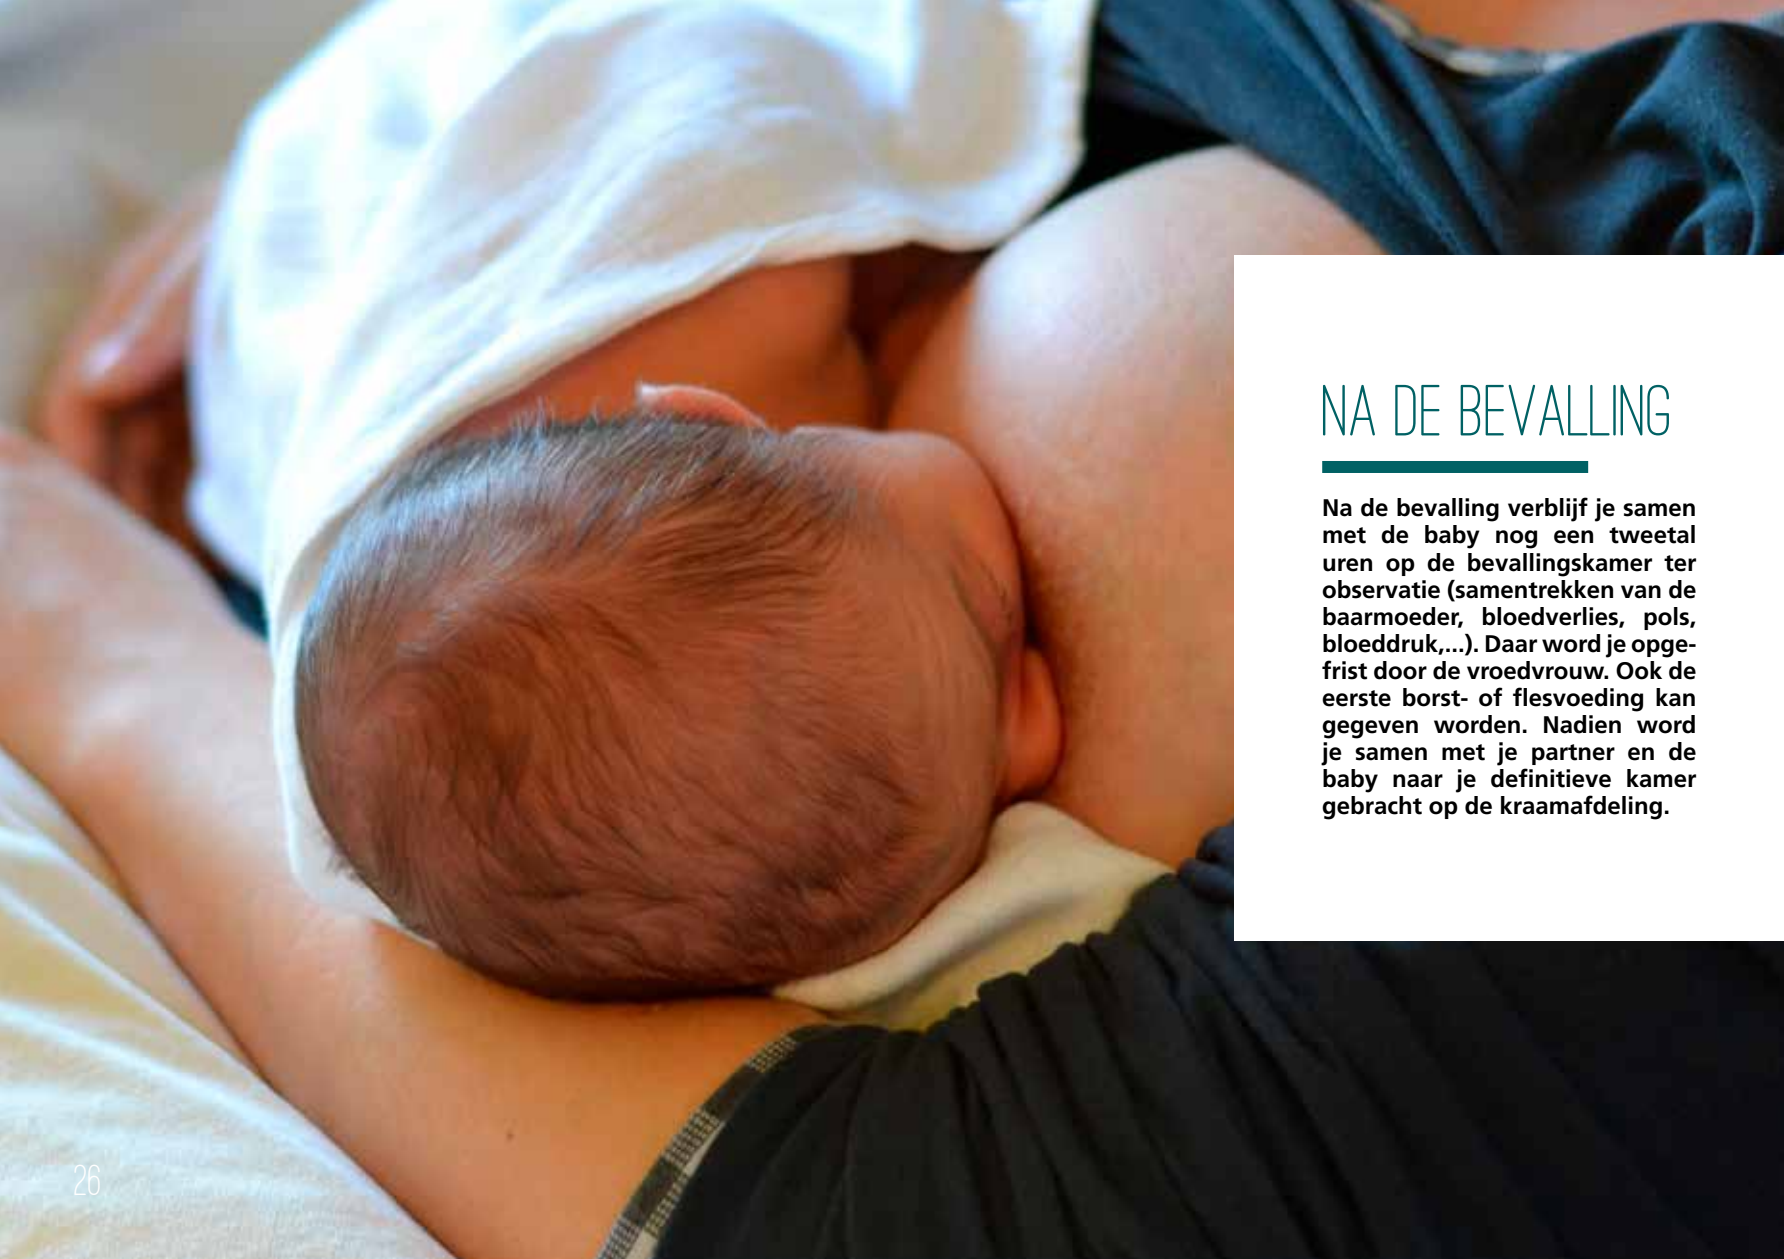 NA DE BEVALLING
Na de bevalling verblijf je samen
met de baby nog een tweetal
uren op de bevallingskamer ter
observatie (samentrekken van de
baarmoeder, bloedverlies, pols,
bloeddruk,...). Daar word je opge-
frist door de vroedvrouw. Ook de
eerste borst- of flesvoeding kan
gegeven worden. Nadien word
je samen met je partner en de
baby naar je definitieve kamer
gebracht op de kraamafdeling.
26